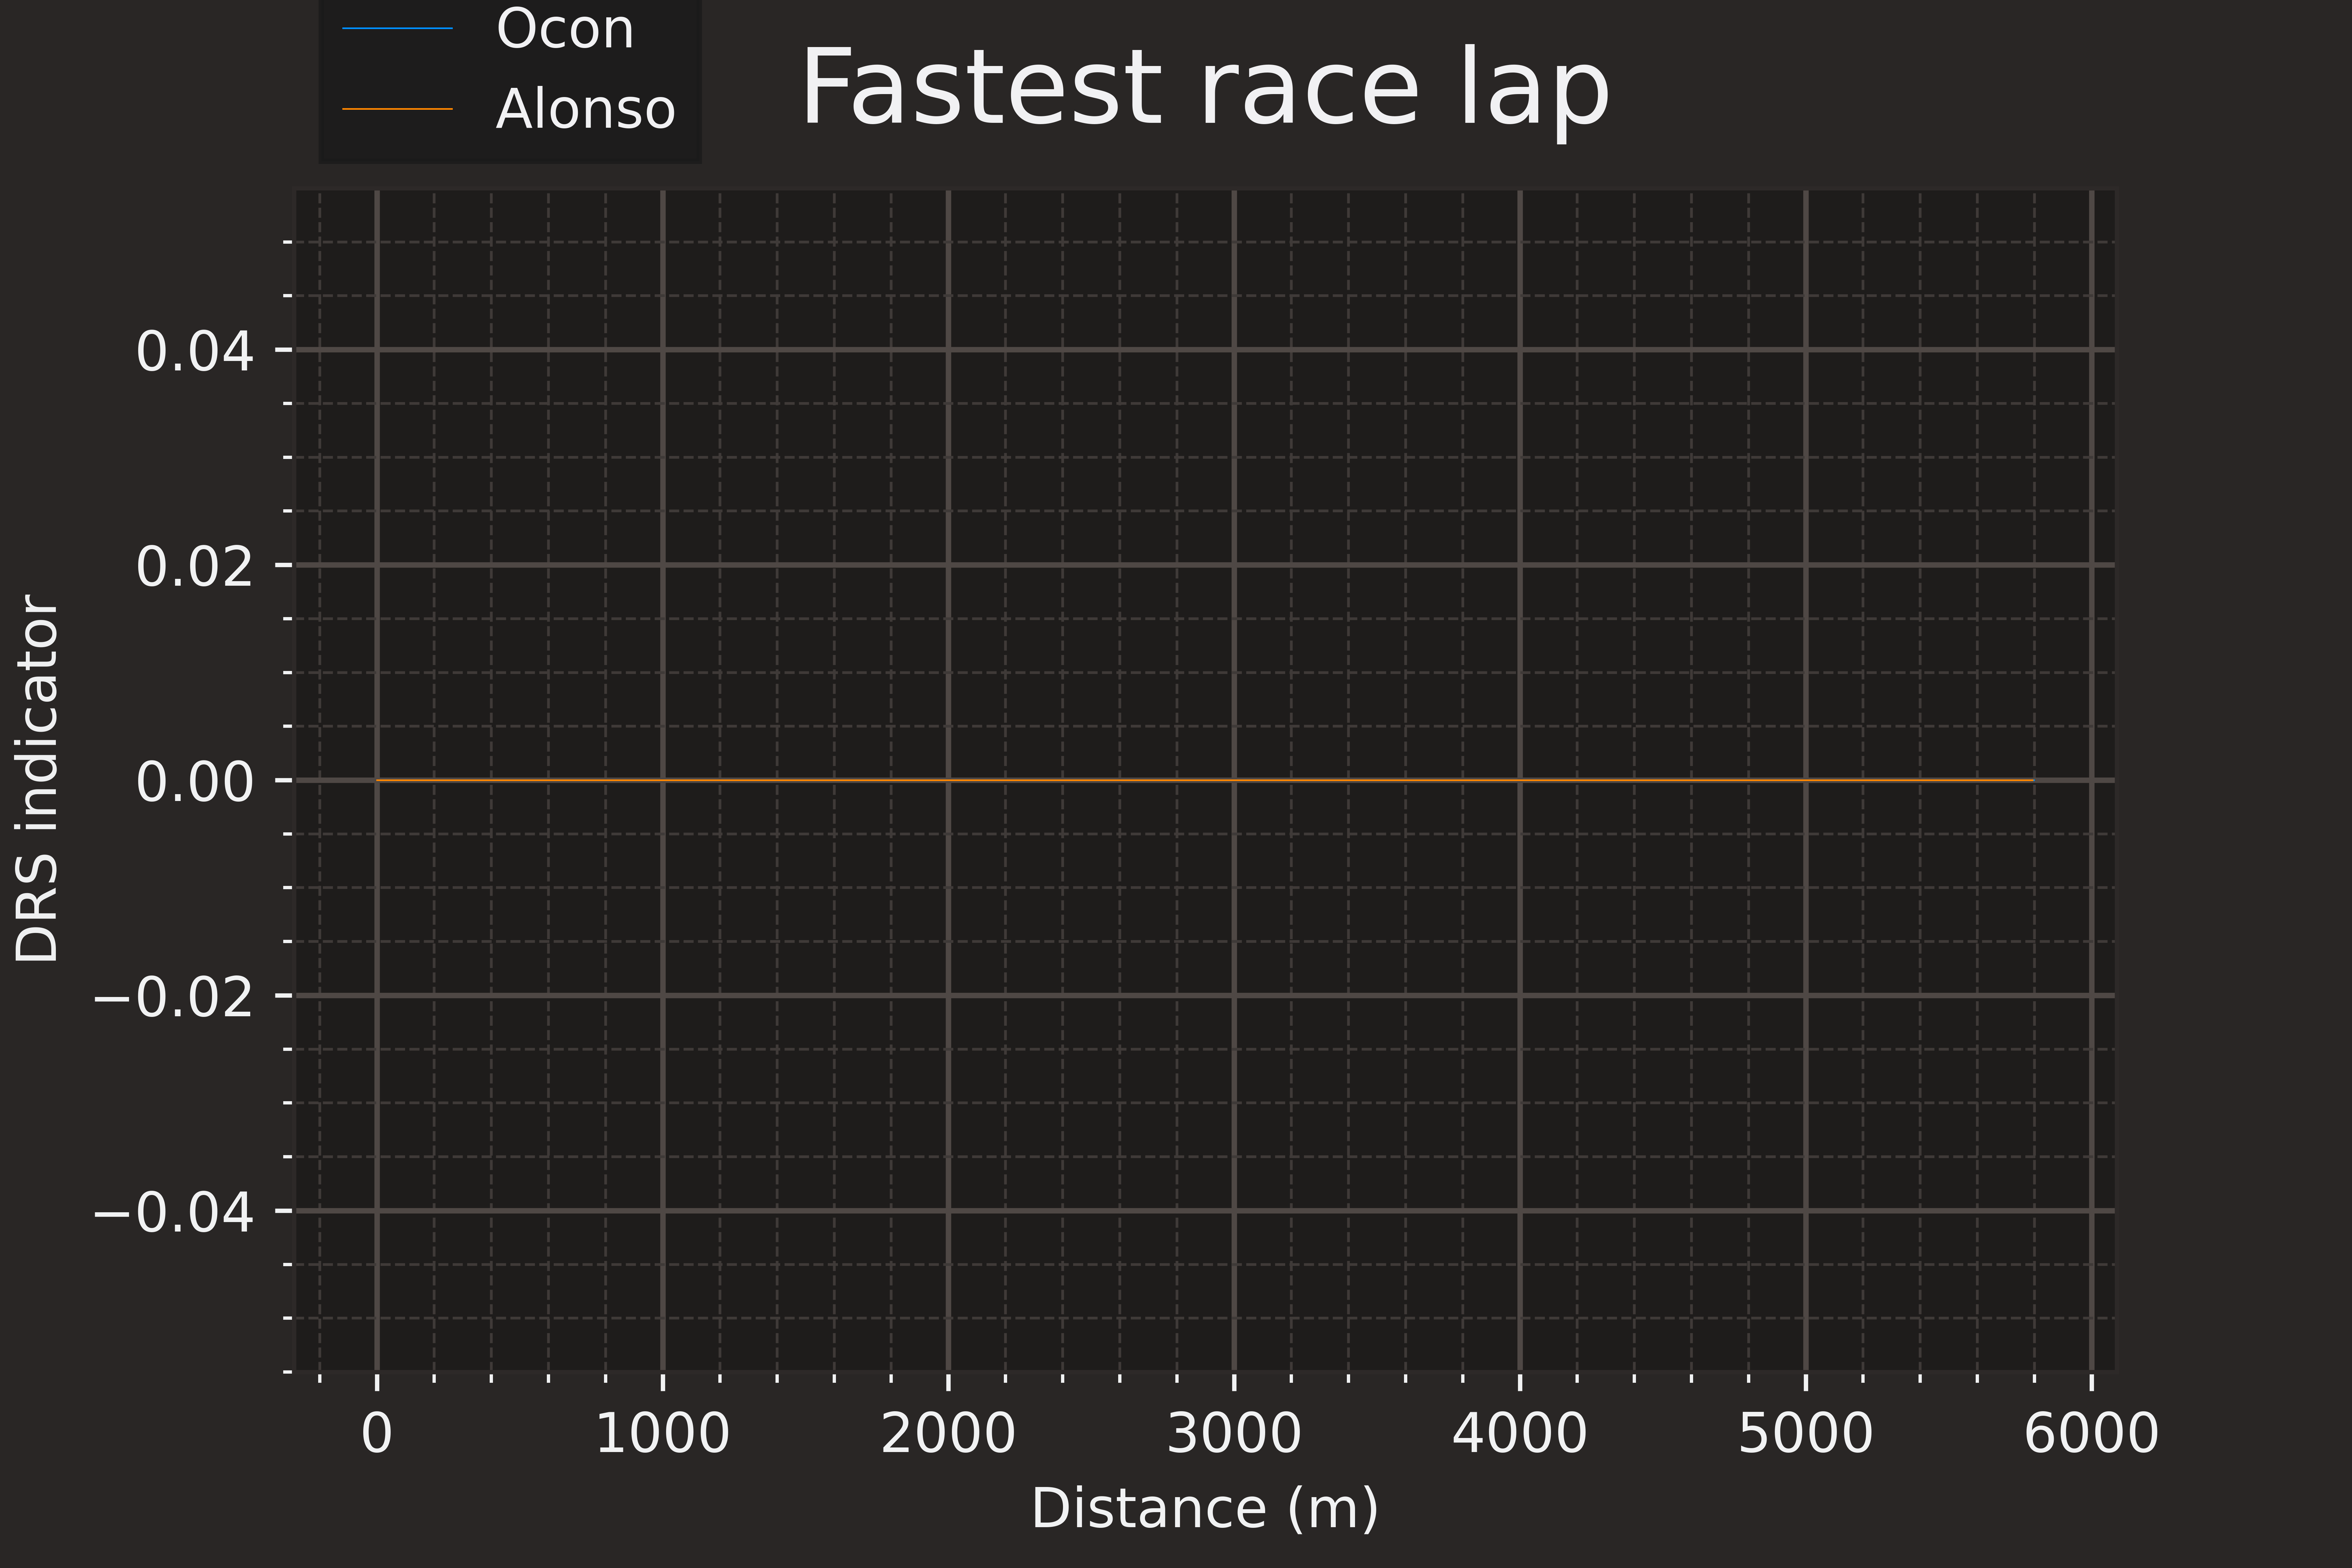 Ocon
Alonso
Fastest race lap
DRS indicator
0.04
0.02
0.00
−0.02
−0.04
0 1000 2000 3000 4000 5000 6000
Distance (m)